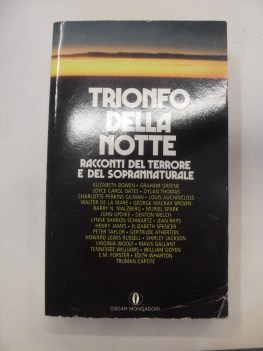 TRIONFO
DELLA
NOTTE
RACCONTI DEL TERRORE
E DEL SOPRANNATURALE
ELIZABETH BOWEN • GRAHAM GREENE
JOYCE CAROL OATES • DYLAN THOMAS
CHARLOTTE PERKINS GILMAN • LOUIS AUCHINCLOSS
WALTER DE LA MARE • GEORGE MACKAY BROWN
BARRY N. MALZBERG • MURIEL SPARK
JOHN UPDIKE • DENTON WELCH
LYNNE SHARON SCHWARTZ • JEAN RHYS
HENRY JAMES • ELIZABETH SPENCER
PETER TAYLOR • GERTRUDE ATHERTON
HOWARD LEWIS RUSSELL • SHIRLEY JACKSON
VIRGINIA WOOLF • MAVIS GALLANT
TENNESSEE WILLIAMS • WILLIAM GOYEN
E.M. FORSTER • EDITH WHARTON
TRUMAN CAPOTE
OSCAR MONDADORI